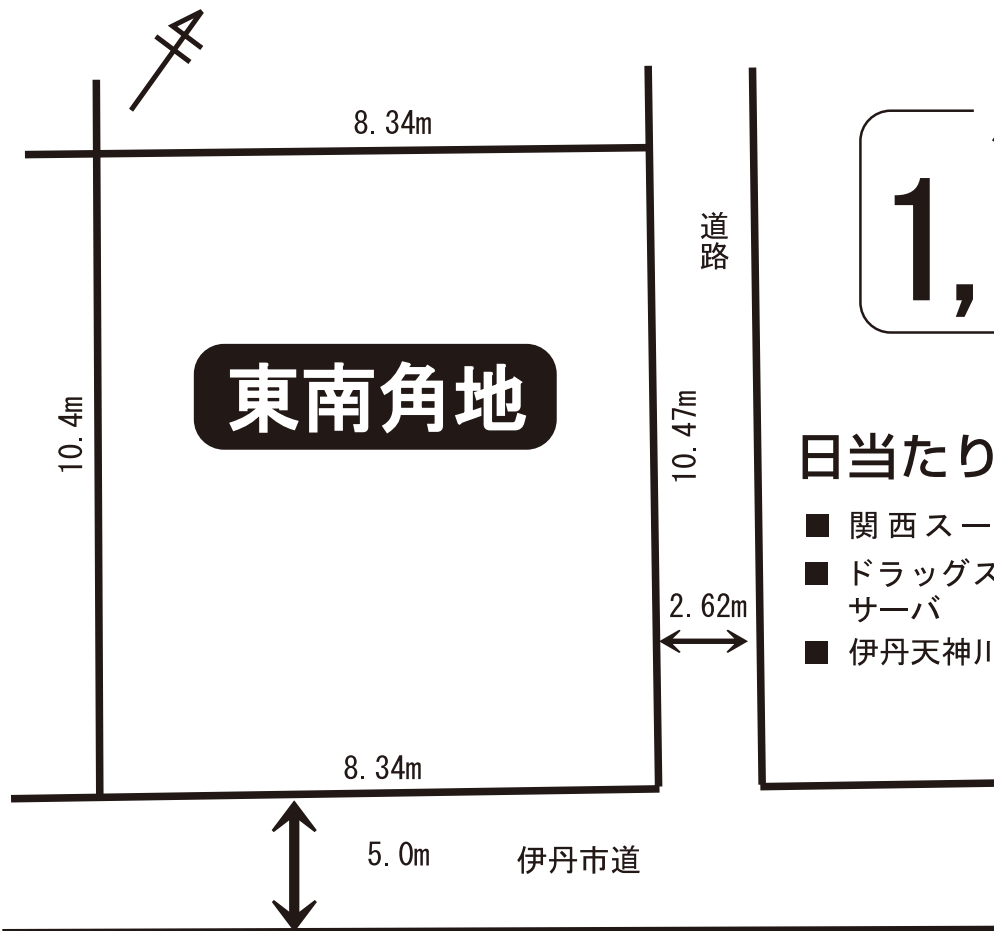 8.34m
道路
1,
東南角地
10.4m
10.47m
日当たり
■ 関西スー
■ ドラッグス
サーバ
2.62m
■ 伊丹天神川
8.34m
5.0m
伊丹市道